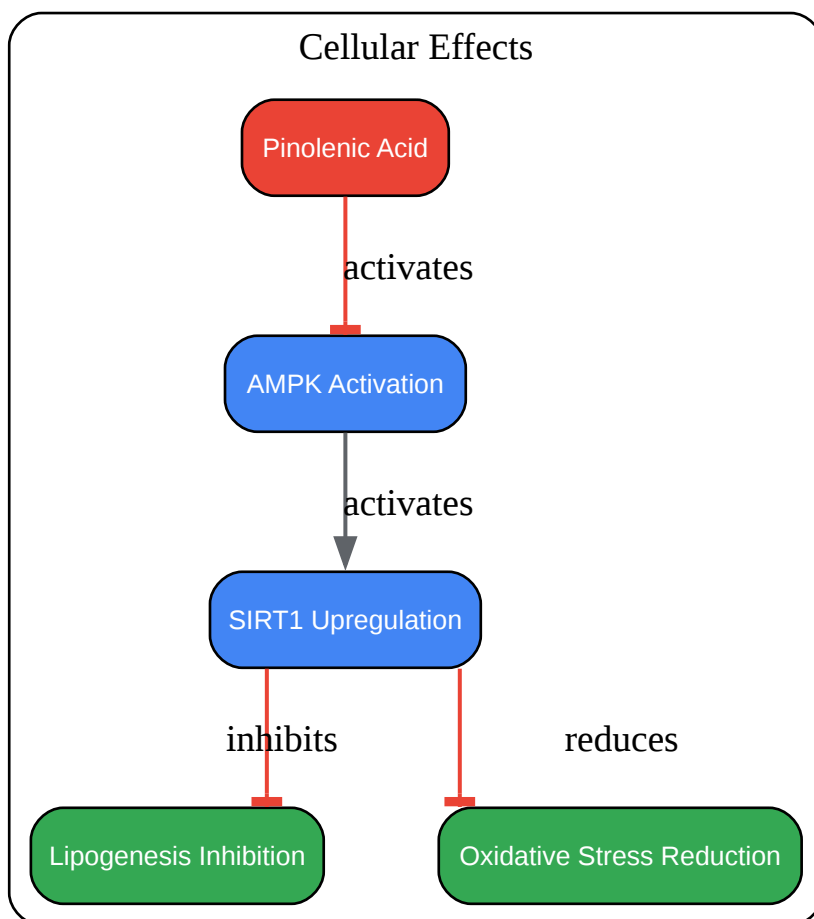 Cellular Effects
Pinolenic Acid
activates
AMPK Activation
activates
SIRT1 Upregulation
inhibits
reduces
Lipogenesis Inhibition
Oxidative Stress Reduction